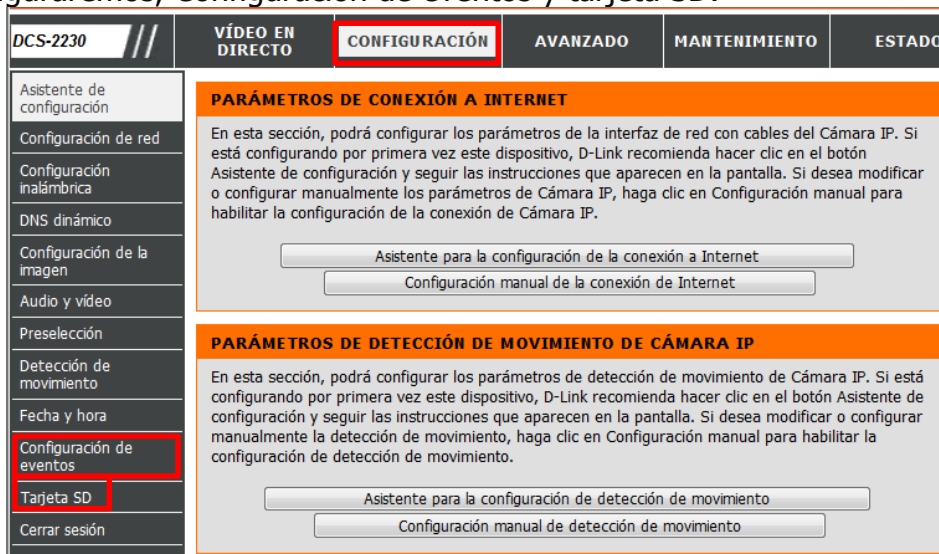 guraremos, Configuración de eventos y tarjeta SD.
DCS-2230
VÍDEO EN
DIRECTO
CONFIGURACIÓN
AVANZADO
MANTENIMIENTO
ESTADO
Asistente de
configuración
Configuración de red
Configuración
inalámbrica
DNS dinámico
Configuración de la
imagen
Audio y vídeo
Preselección
Detección de
movimiento
Fecha y hora
Configuración de
eventos
Tarjeta SD
Cerrar sesión
PARÁMETROS DE CONEXIÓN A INTERNET
En esta sección, podrá configurar los parámetros de la interfaz de red con cables del Cámara IP. Si
está configurando por primera vez este dispositivo, D-Link recomienda hacer clic en el botón
Asistente de configuración y seguir las instrucciones que aparecen en la pantalla. Si desea modificar
o configurar manualmente los parámetros de Cámara IP, haga clic en Configuración manual para
habilitar la configuración de la conexión de Cámara IP.
Asistente para la configuración de la conexión a Internet
Configuración manual de la conexión de Internet
PARÁMETROS DE DETECCIÓN DE MOVIMIENTO DE CÁMARA IP
En esta sección, podrá configurar los parámetros de detección de movimiento de Cámara IP. Si está
configurando por primera vez este dispositivo, D-Link recomienda hacer clic en el botón Asistente de
configuración y seguir las instrucciones que aparecen en la pantalla. Si desea modificar o configurar
manualmente la detección de movimiento, haga clic en Configuración manual para habilitar la
configuración de detección de movimiento.
Asistente para la configuración de detección de movimiento
Configuración manual de detección de movimiento